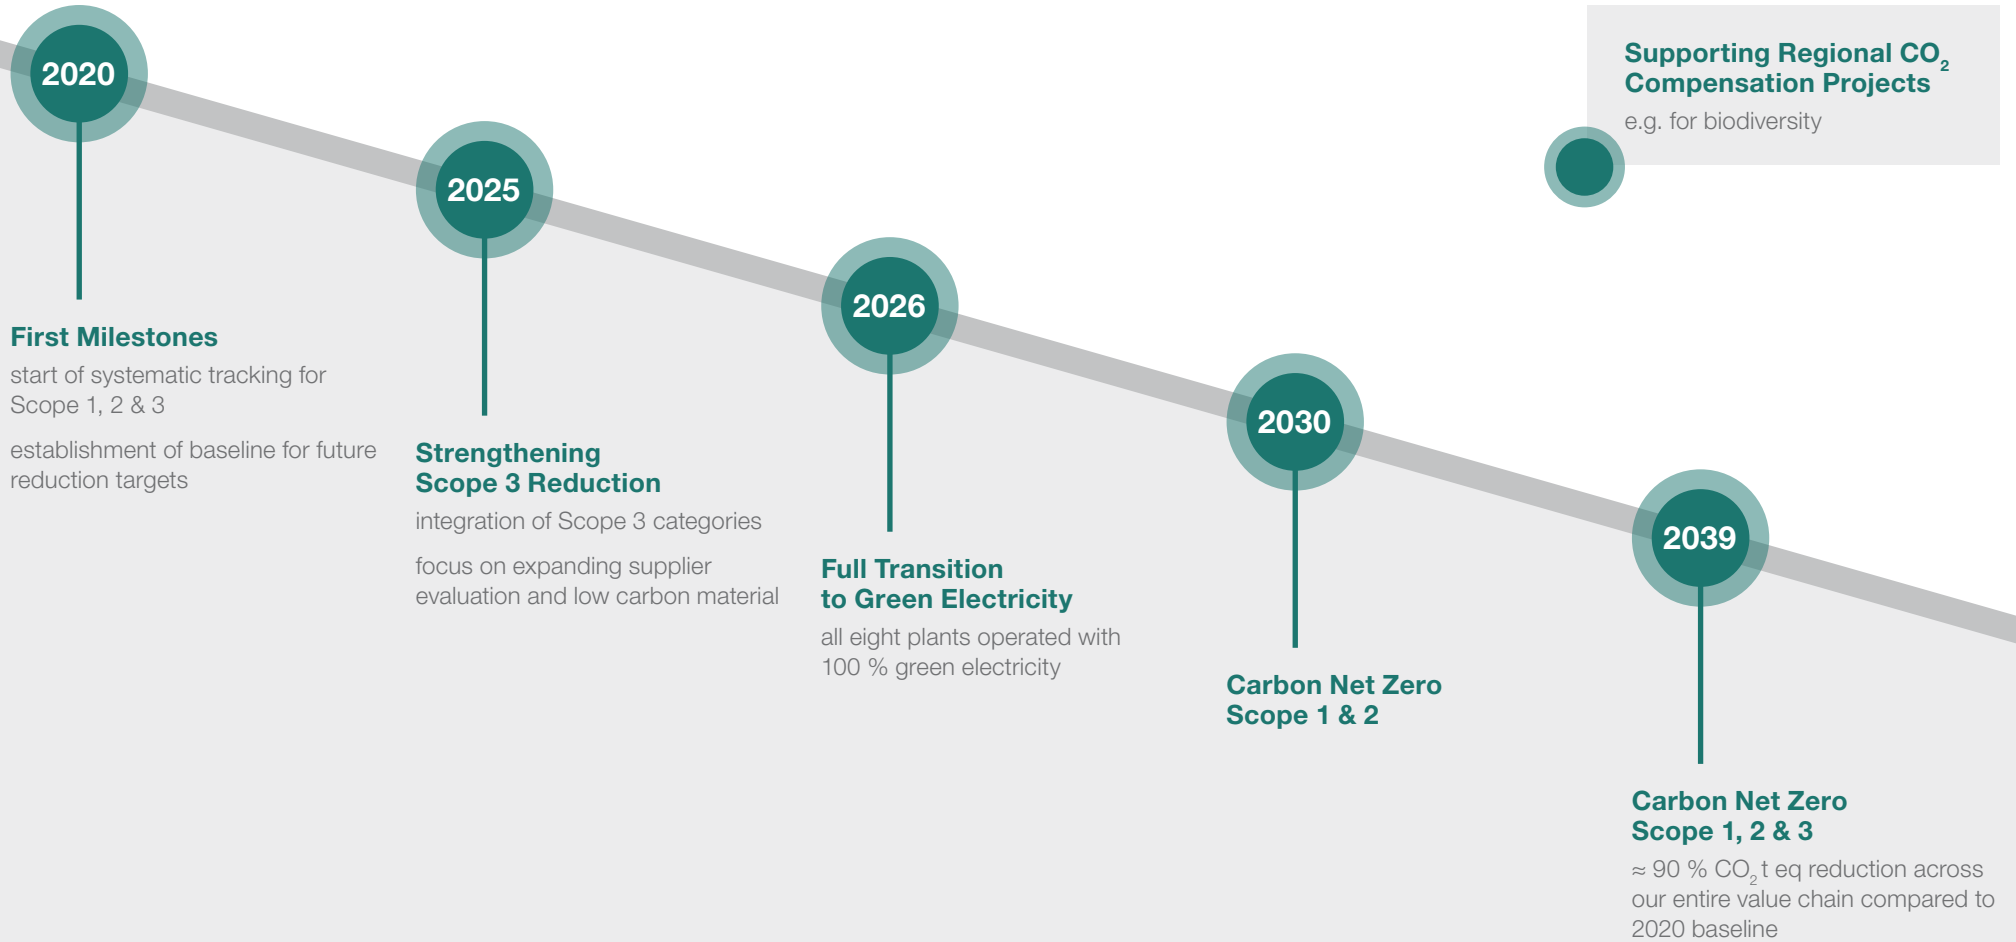 2020
First Milestones
start of systematic tracking for
Scope 1, 2 & 3
establishment of baseline for future
reduction targets
2025
Strengthening
Scope 3 Reduction
integration of Scope 3 categories
focus on expanding supplier
evaluation and low carbon material
2026
Full Transition
to Green Electricity
all eight plants operated with
100 % green electricity
2030
Carbon Net Zero
Scope 1 & 2
2039
Carbon Net Zero
Scope 1, 2 & 3
≈ 90 % CO₂ t eq reduction across
our entire value chain compared to
2020 baseline
Supporting Regional CO₂
Compensation Projects
e.g. for biodiversity